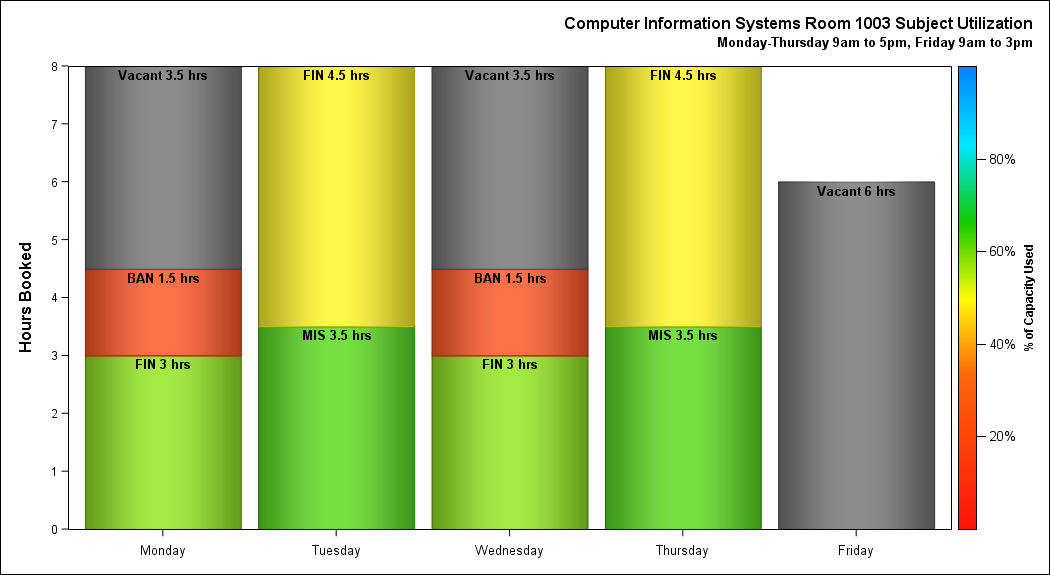 Computer Information Systems Room 1003 Subject Utilization
Monday-Thursday 9am to 5pm, Friday 9am to 3pm
Hours Booked
8
7
6
5
4
3
2
1
0
Vacant 3.5 hrs
BAN 1.5 hrs
FIN 3 hrs
FIN 4.5 hrs
MIS 3.5 hrs
Vacant 3.5 hrs
BAN 1.5 hrs
FIN 3 hrs
FIN 4.5 hrs
MIS 3.5 hrs
Vacant 6 hrs
Monday
Tuesday
Wednesday
Thursday
Friday
80%
60%
40%
20%
% of Capacity Used